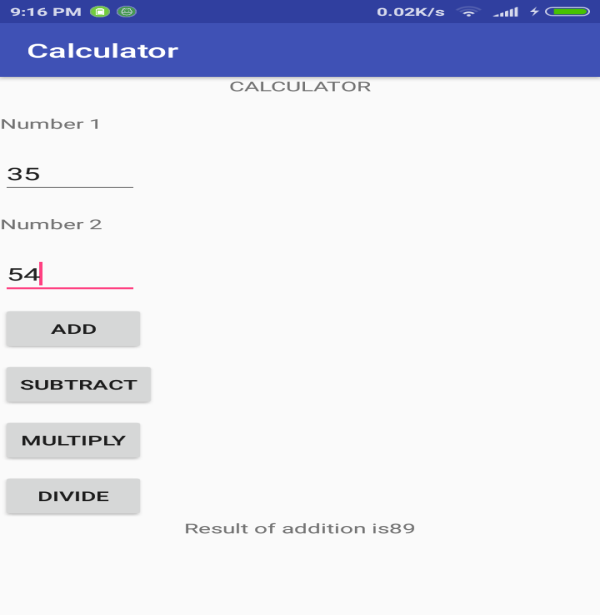 9:16 PM 0.02K/s
Calculator
CALCULATOR
Number 1
35
Number 2
54
ADD
SUBTRACT
MULTIPLY
DIVIDE
Result of addition is89